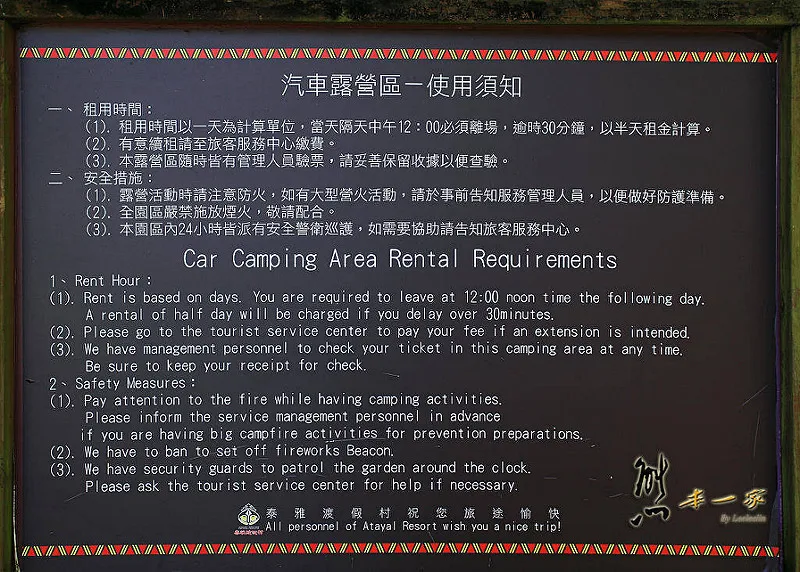 汽車露營區－使用須知
一、 租用時間：
(1). 租用時間以一天為計算單位，當天隔天中午12：00必須離場，逾時30分鐘，以半天租金計算。
(2). 有意續租請至旅客服務中心繳費。
(3). 本露營區隨時皆有管理人員驗票，請妥善保留收據以便查驗。
二、 安全措施：
(1). 露營活動時請注意防火，如有大型營火活動，請於事前告知服務管理人員，以便做好防護準備。
(2). 全園區嚴禁施放煙火，敬請配合。
(3). 本園區內24小時皆派有安全警衛巡護，如需要協助請告知旅客服務中心。
Car Camping Area Rental Requirements
1、Rent Hour：
(1). Rent is based on days. You are required to leave at 12:00 noon time the following day.
A rental of half day will be charged if you delay over 30minutes.
(2). Please go to the tourist service center to pay your fee if an extension is intended.
(3). We have management personnel to check your ticket in this camping area at any time.
Be sure to keep your receipt for check.
2、Safety Measures：
(1). Pay attention to the fire while having camping activities.
Please inform the service management personnel in advance
if you are having big campfire activities for prevention preparations.
(2). We have to ban to set off fireworks Beacon.
(3). We have security guards to patrol the garden around the clock.
Please ask the tourist service center for help if necessary.
泰雅渡假村祝您旅途愉快
All personnel of Atayal Resort wish you a nice trip!